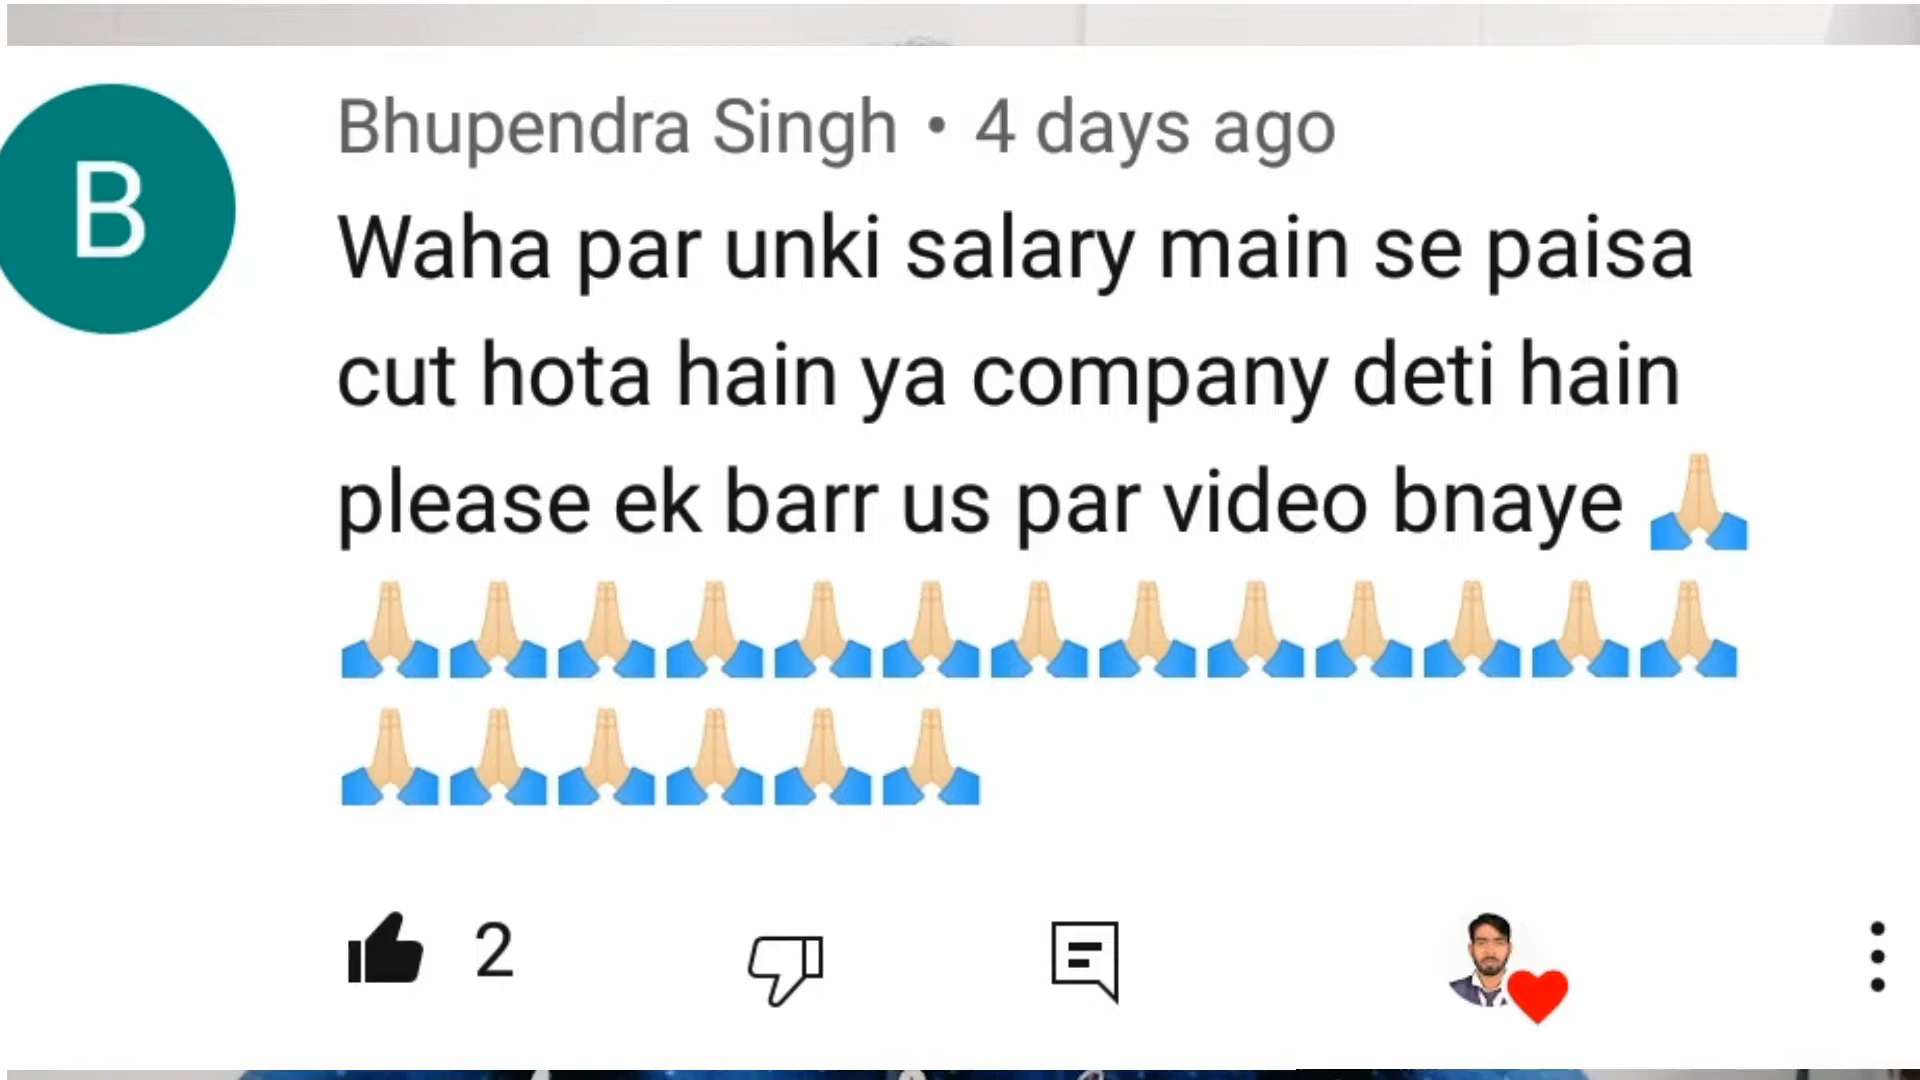 B
Bhupendra Singh • 4 days ago
Waha par unki salary main se paisa
cut hota hain ya company deti hain
please ek barr us par video bnaye 🙏🏻
🙏🏻🙏🏻🙏🏻🙏🏻🙏🏻🙏🏻🙏🏻🙏🏻🙏🏻🙏🏻🙏🏻🙏🏻🙏🏻
🙏🏻🙏🏻🙏🏻🙏🏻🙏🏻🙏🏻
2